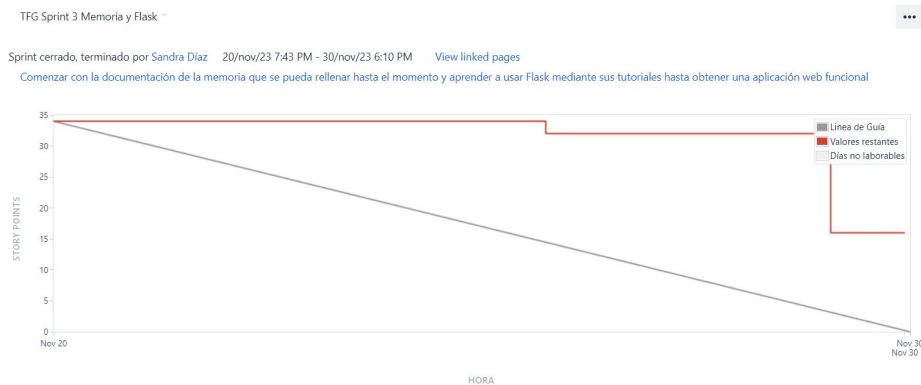 TFG Sprint 3 Memoria y Flask
Sprint cerrado, terminado por Sandra Díaz 20/nov/23 7:43 PM - 30/nov/23 6:10 PM View linked pages
Comenzar con la documentación de la memoria que se pueda rellenar hasta el momento y aprender a usar Flask mediante sus tutoriales hasta obtener una aplicación web funcional
35
30
25
20
15
10
5
0
STORY POINTS
Linea de Guía
Valores restantes
Días no laborables
Nov 20
Nov 30
Nov 30
HORA